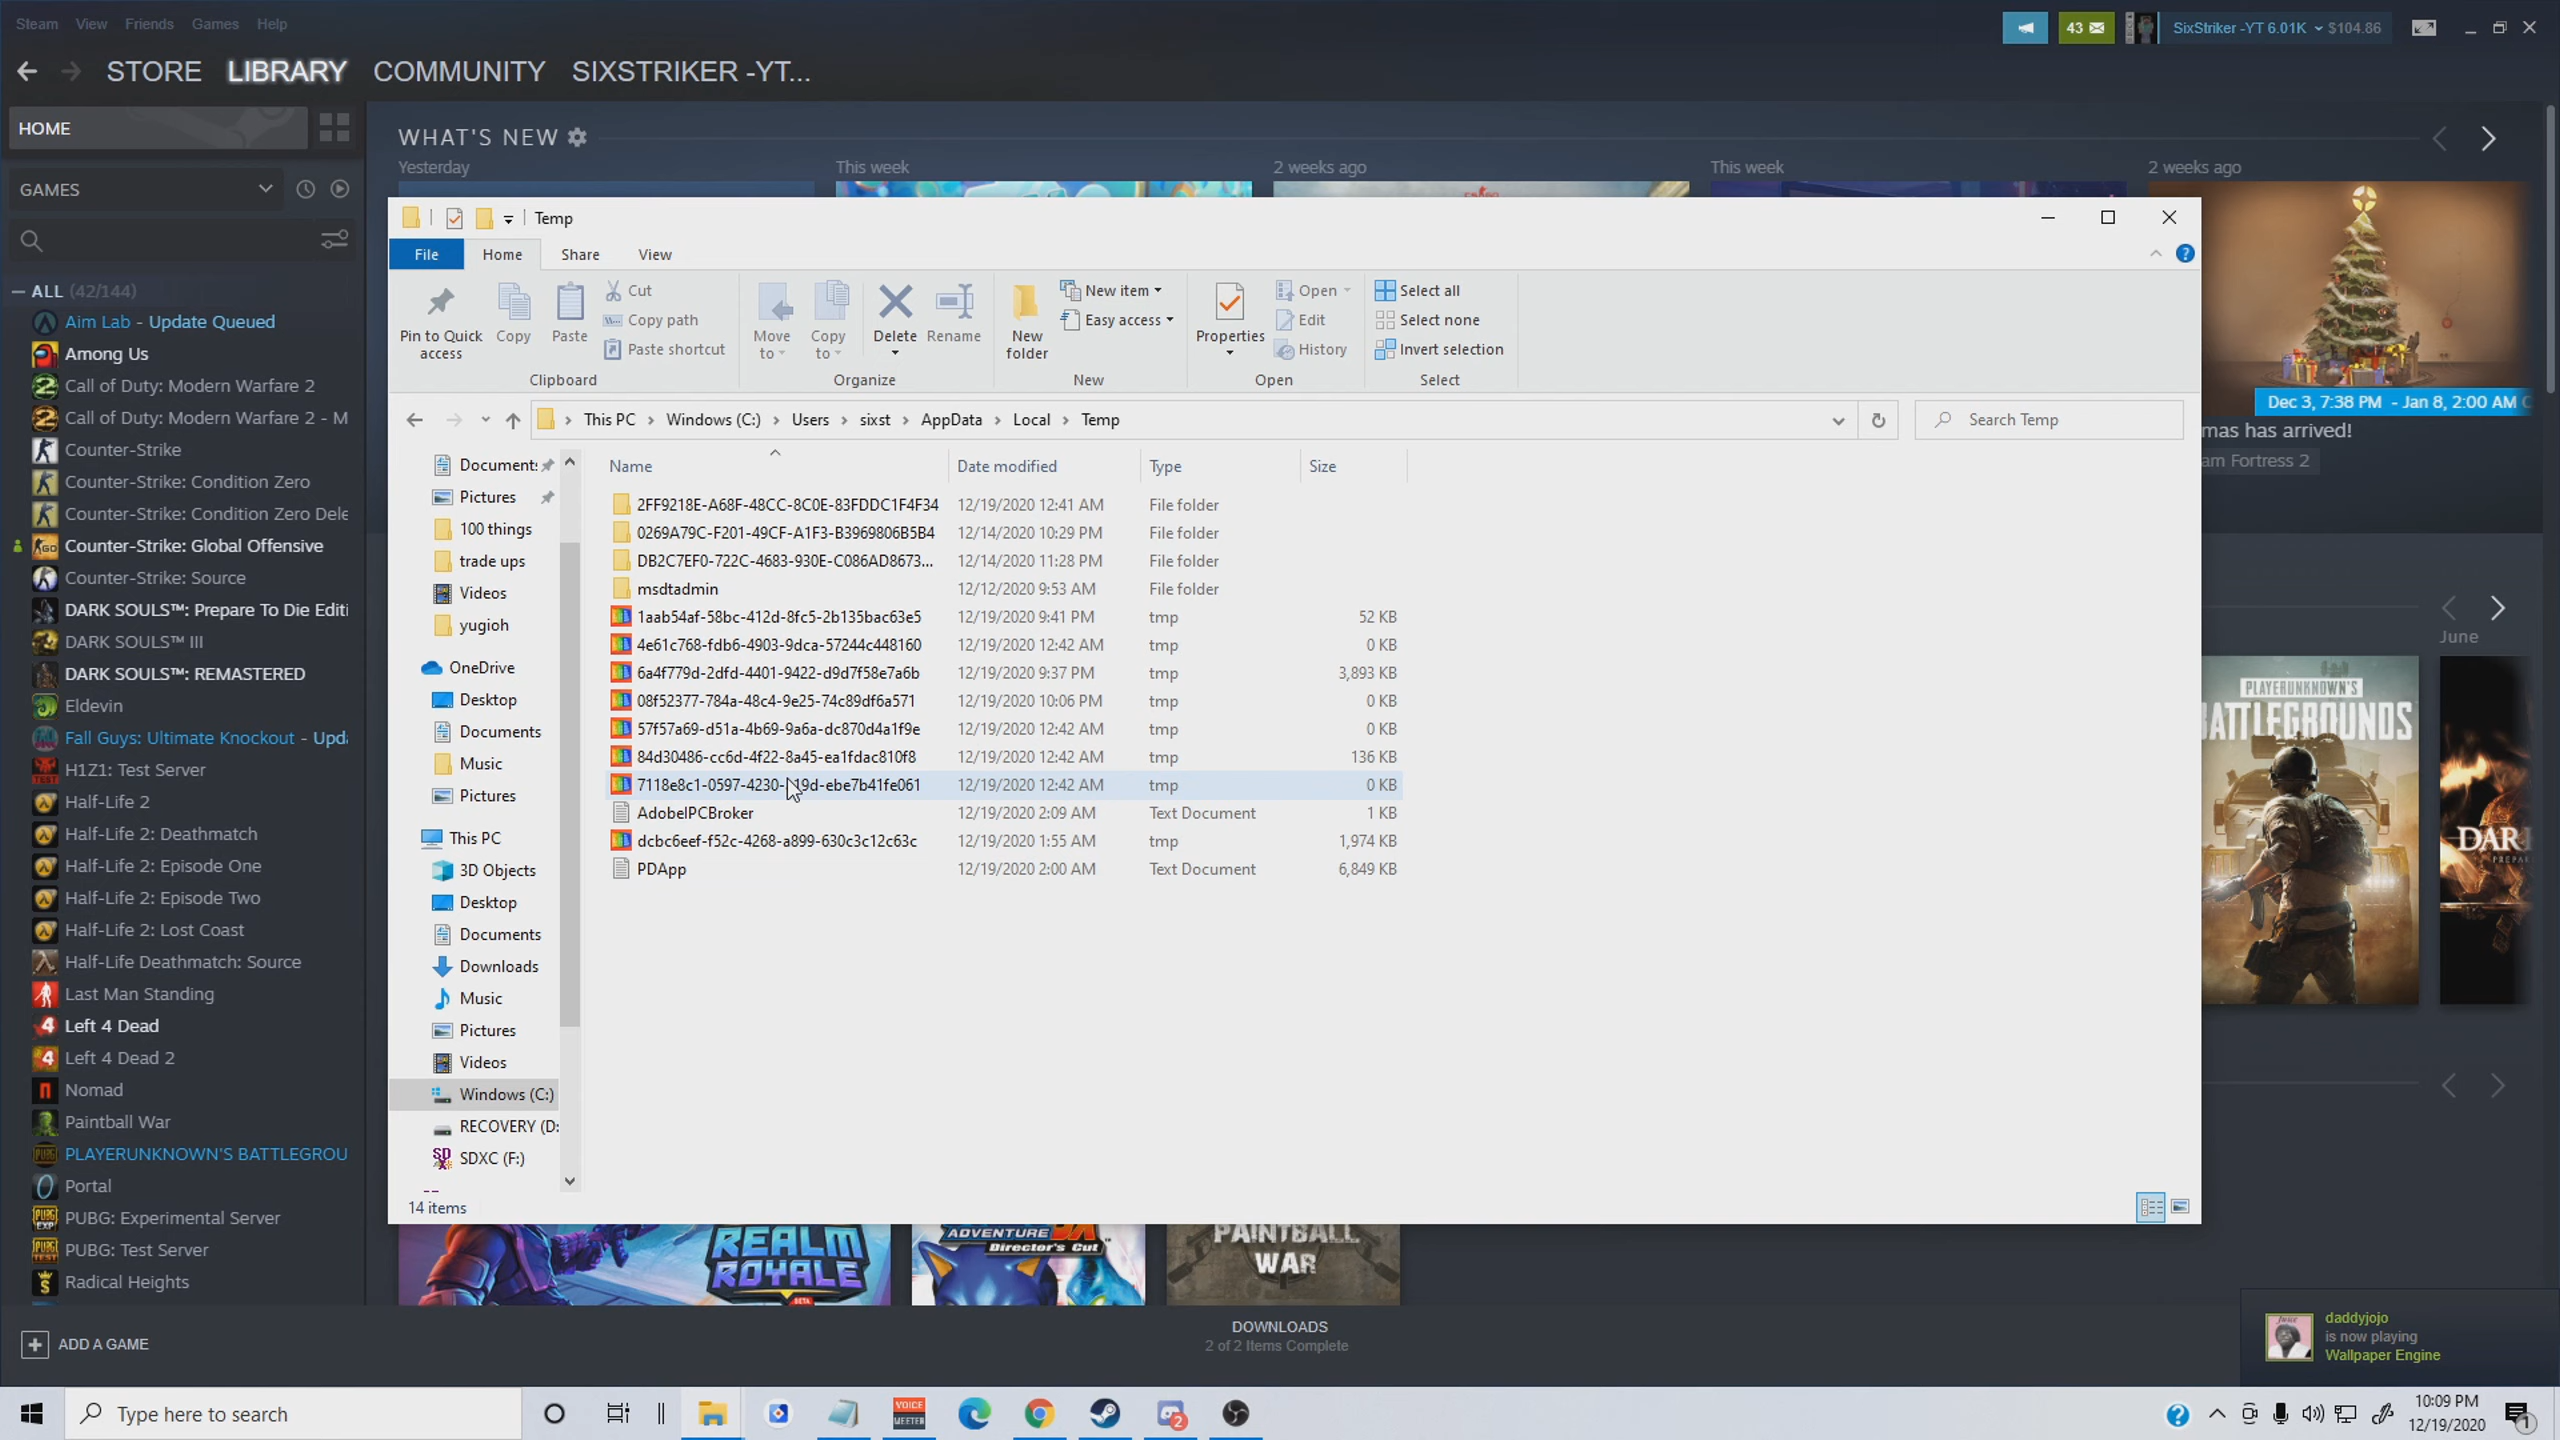 Steam View Friends Games Help
43
SixStriker -YT 6.01K $104.86
STORE LIBRARY COMMUNITY SIXSTRIKER -YT...
HOME
GAMES
ALL (42/144)
Aim Lab - Update Queued
Among Us
Call of Duty: Modern Warfare 2
Call of Duty: Modern Warfare 2 - M
Counter-Strike
Counter-Strike: Condition Zero
Counter-Strike: Condition Zero Dele
Counter-Strike: Global Offensive
Counter-Strike: Source
DARK SOULS™: Prepare To Die Editi
DARK SOULS™ III
DARK SOULS™: REMASTERED
Eldevin
Fall Guys: Ultimate Knockout - Upda
H1Z1: Test Server
Half-Life 2
Half-Life 2: Deathmatch
Half-Life 2: Episode One
Half-Life 2: Episode Two
Half-Life 2: Lost Coast
Half-Life Deathmatch: Source
Last Man Standing
Left 4 Dead
Left 4 Dead 2
Nomad
Paintball War
PLAYERUNKNOWN'S BATTLEGROU
Portal
PUBG: Experimental Server
PUBG: Test Server
Radical Heights
ADD A GAME
WHAT'S NEW
Yesterday
This week
2 weeks ago
This week
2 weeks ago
Temp
File Home Share View
Pin to Quick access
Copy
Paste
Cut
Copy path
Paste shortcut
Clipboard
Move to
Copy to
Delete
Rename
Organize
New folder
New item
Easy access
New
Properties
Open
Edit
History
Open
Select all
Select none
Invert selection
Select
This PC > Windows (C:) > Users > sixst > AppData > Local > Temp
Search Temp
Documents
Pictures
100 things
trade ups
Videos
yugioh
OneDrive
Desktop
Documents
Music
Pictures
This PC
3D Objects
Desktop
Documents
Downloads
Music
Pictures
Videos
Windows (C:)
RECOVERY (D:
SDXC (F:)
Name Date modified Type Size
2FF9218E-A68F-48CC-8C0E-83FDDC1F4F34 12/19/2020 12:41 AM File folder
0269A79C-F201-49CF-A1F3-B3969806B5B4 12/14/2020 10:29 PM File folder
DB2C7EF0-722C-4683-930E-C086AD8673... 12/14/2020 11:28 PM File folder
msdtadmin 12/12/2020 9:53 AM File folder
1aab54af-58bc-412d-8fc5-2b135bac63e5 12/19/2020 9:41 PM tmp 52 KB
4e61c768-fdb6-4903-9dca-57244c448160 12/19/2020 12:42 AM tmp 0 KB
6a4f779d-2dfd-4401-9422-d9d7f58e7a6b 12/19/2020 9:37 PM tmp 3,893 KB
08f52377-784a-48c4-9e25-74c89df6a571 12/19/2020 10:06 PM tmp 0 KB
57f57a69-d51a-4b69-9a6a-dc870d4a1f9e 12/19/2020 12:42 AM tmp 0 KB
84d30486-cc6d-4f22-8a45-ea1fdac810f8 12/19/2020 12:42 AM tmp 136 KB
12/19/2020 12:42 AM tmp 0 KB
AdobeIPCBroker 12/19/2020 2:09 AM Text Document 1 KB
dcbc6eef-f52c-4268-a899-630c3c12c63c 12/19/2020 1:55 AM tmp 1,974 KB
PDApp 12/19/2020 2:00 AM Text Document 6,849 KB
14 items
Dec 3, 7:38 PM - Jan 8, 2:00 AM
mas has arrived!
am Fortress 2
June
PLAYERUNKNOWN'S
BATTLEGROUNDS
DAR
REALM
ROYALE
BETA
ADVENTURE DX
Director's Cut
PAINTBALL
WAR
DOWNLOADS
2 of 2 Items Complete
daddyjojo
is now playing
Wallpaper Engine
Type here to search
VOICE
MEETER
2
10:09 PM
12/19/2020
1